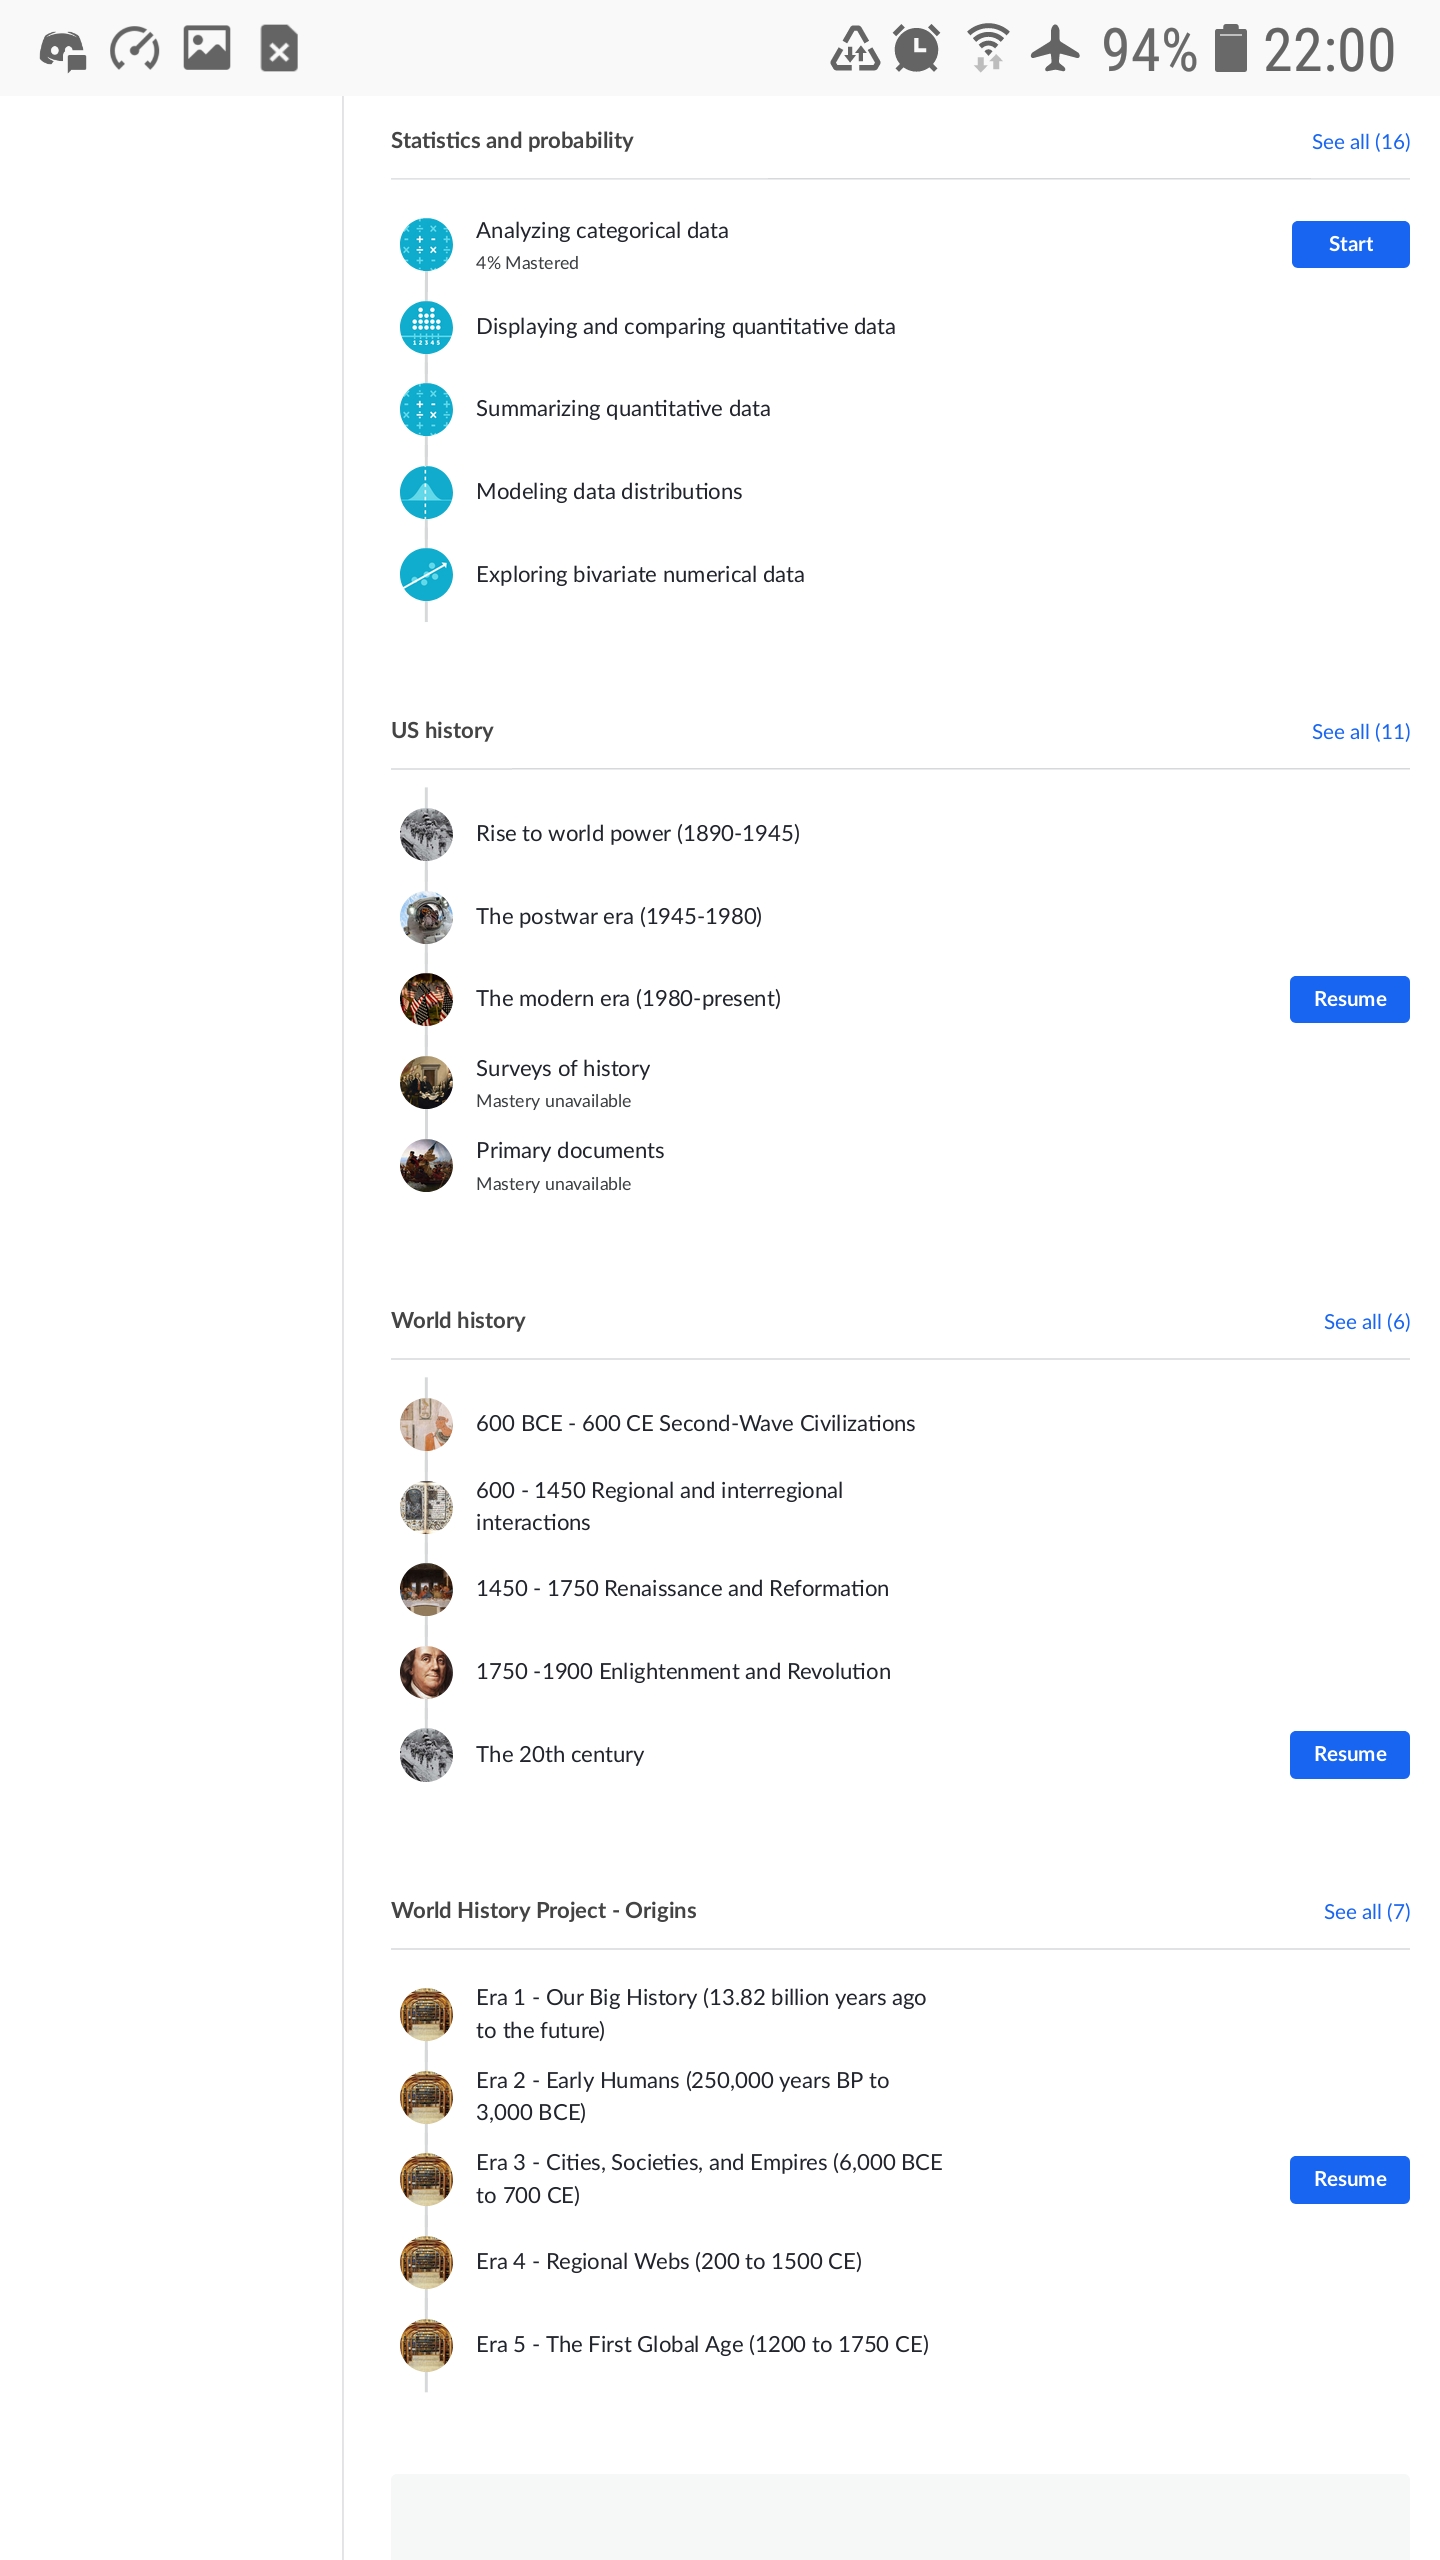 94% 22:00
Statistics and probability See all (16)
Analyzing categorical data Start
4% Mastered
Displaying and comparing quantitative data
Summarizing quantitative data
Modeling data distributions
Exploring bivariate numerical data
US history See all (11)
Rise to world power (1890-1945)
The postwar era (1945-1980)
The modern era (1980-present) Resume
Surveys of history
Mastery unavailable
Primary documents
Mastery unavailable
World history See all (6)
600 BCE - 600 CE Second-Wave Civilizations
600 - 1450 Regional and interregional
interactions
1450 - 1750 Renaissance and Reformation
1750 -1900 Enlightenment and Revolution
The 20th century Resume
World History Project - Origins See all (7)
Era 1 - Our Big History (13.82 billion years ago
to the future)
Era 2 - Early Humans (250,000 years BP to
3,000 BCE)
Era 3 - Cities, Societies, and Empires (6,000 BCE
to 700 CE) Resume
Era 4 - Regional Webs (200 to 1500 CE)
Era 5 - The First Global Age (1200 to 1750 CE)